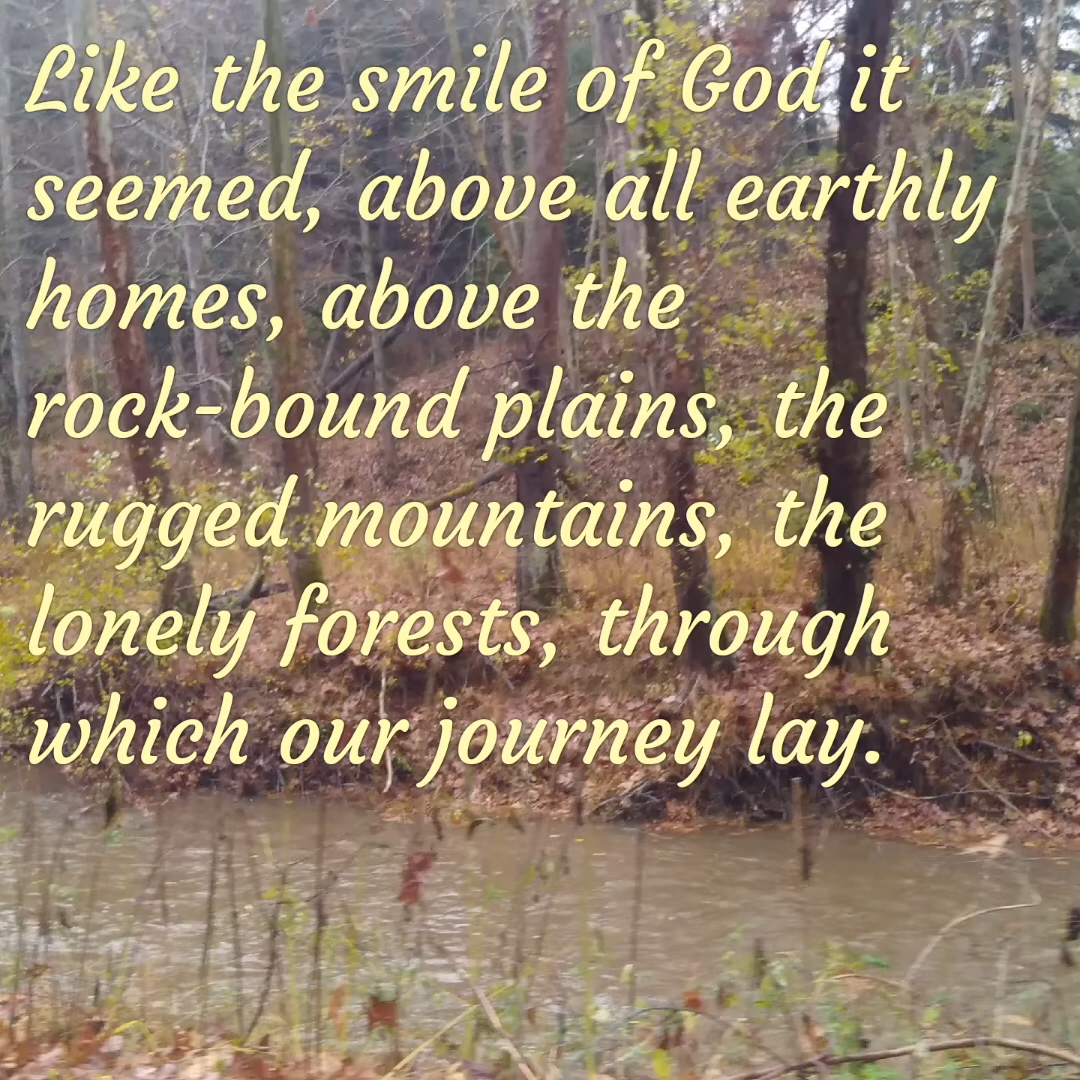 Like the smile of God it
seemed, above all earthly
homes, above the
rock-bound plains, the
rugged mountains, the
lonely forests, through
which our journey lay.